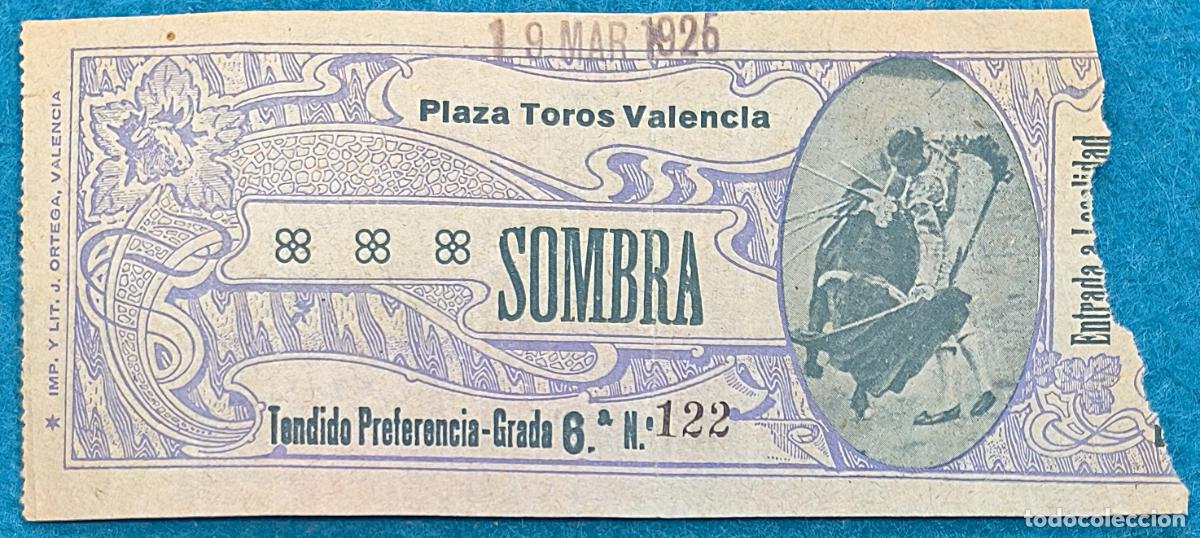 19 MAR 1926
Plaza Toros Valencia
SOMBRA
Tendido Preferencia-Grada 6.ª N.º 122
* IMP. Y LIT. J. ORTEGA, VALENCIA
Entrada a Localidad
todocoleccion